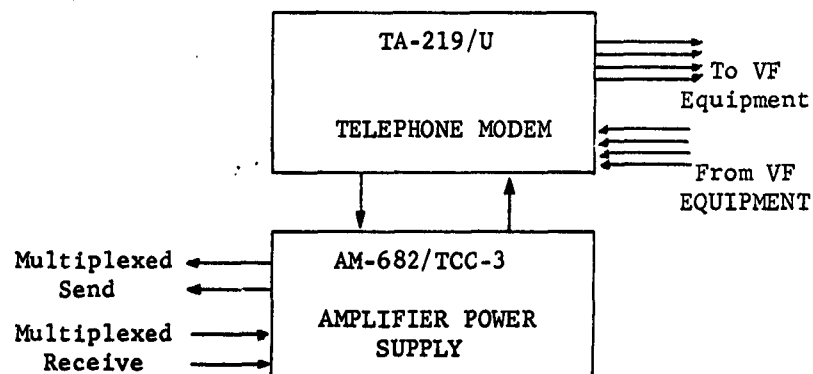 TA-219/U
To VF
Equipment
TELEPHONE MODEM
From VF
EQUIPMENT
Multiplexed
Send
AM-682/TCC-3
Multiplexed
Receive
AMPLIFIER POWER
SUPPLY